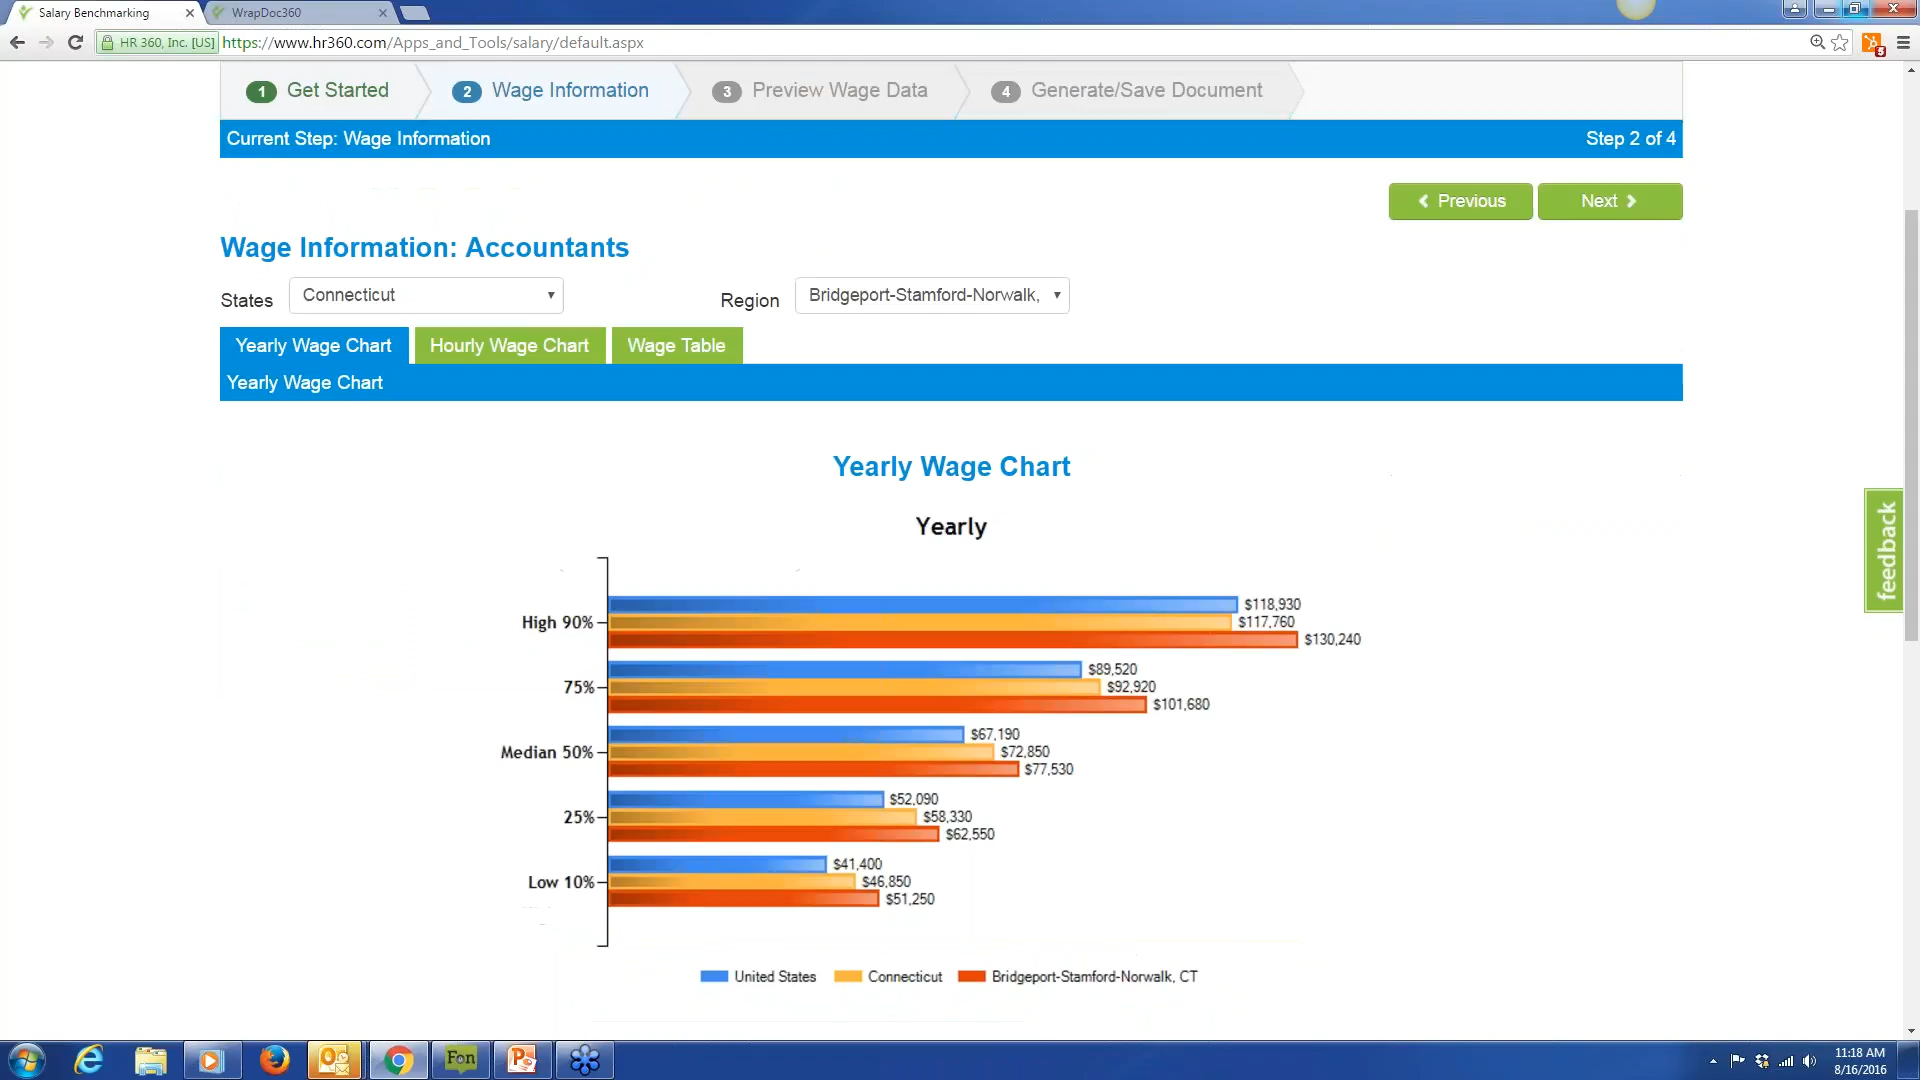 Salary Benchmarking
WrapDoc360
HR 360, Inc. [US] https://www.hr360.com/Apps_and_Tools/salary/default.aspx
1 Get Started 2 Wage Information 3 Preview Wage Data 4 Generate/Save Document
Current Step: Wage Information Step 2 of 4
Previous Next
Wage Information: Accountants
States Connecticut Region Bridgeport-Stamford-Norwalk,
Yearly Wage Chart Hourly Wage Chart Wage Table
Yearly Wage Chart
Yearly Wage Chart
Yearly
$118,930
High 90% $117,760
$130,240
$89,520
75% $92,920
$101,680
$67,190
Median 50% $72,850
$77,530
$52,090
25% $58,330
$62,550
$41,400
Low 10% $46,850
$51,250
United States Connecticut Bridgeport-Stamford-Norwalk, CT
feedback
Fon
11:18 AM
8/16/2016